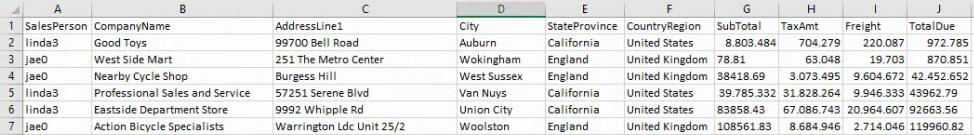 A B C D E F G H I J
1 SalesPerson CompanyName AddressLine1 City StateProvince CountryRegion SubTotal TaxAmt Freight TotalDue
2 linda3 Good Toys 99700 Bell Road Auburn California United States 8.803.484 704.279 220.087 972.785
3 jae0 West Side Mart 251 The Metro Center Wokingham England United Kingdom 78.81 63.048 19.703 870.851
4 jae0 Nearby Cycle Shop Burgess Hill West Sussex England United Kingdom 38418.69 3.073.495 9.604.672 42.452.652
5 linda3 Professional Sales and Service 57251 Serene Blvd Van Nuys California United States 39.785.332 31.828.264 9.946.333 43962.79
6 linda3 Eastside Department Store 9992 Whipple Rd Union City California United States 83858.43 67.086.743 20.964.607 92663.56
7 jae0 Action Bicycle Specialists Warrington Ldc Unit 25/2 Woolston England United Kingdom 108561.83 8.684.946 2.714.046 119960.82